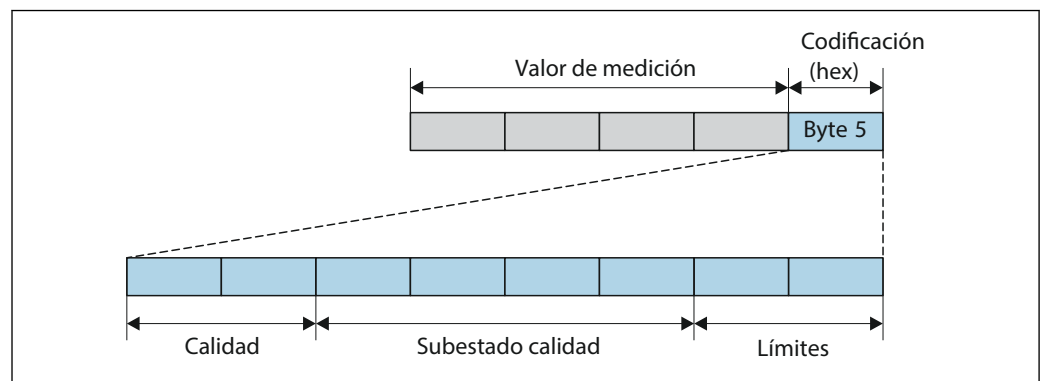 Codificación
(hex)
Valor de medición
Byte 5
Calidad
Subestado calidad
Límites